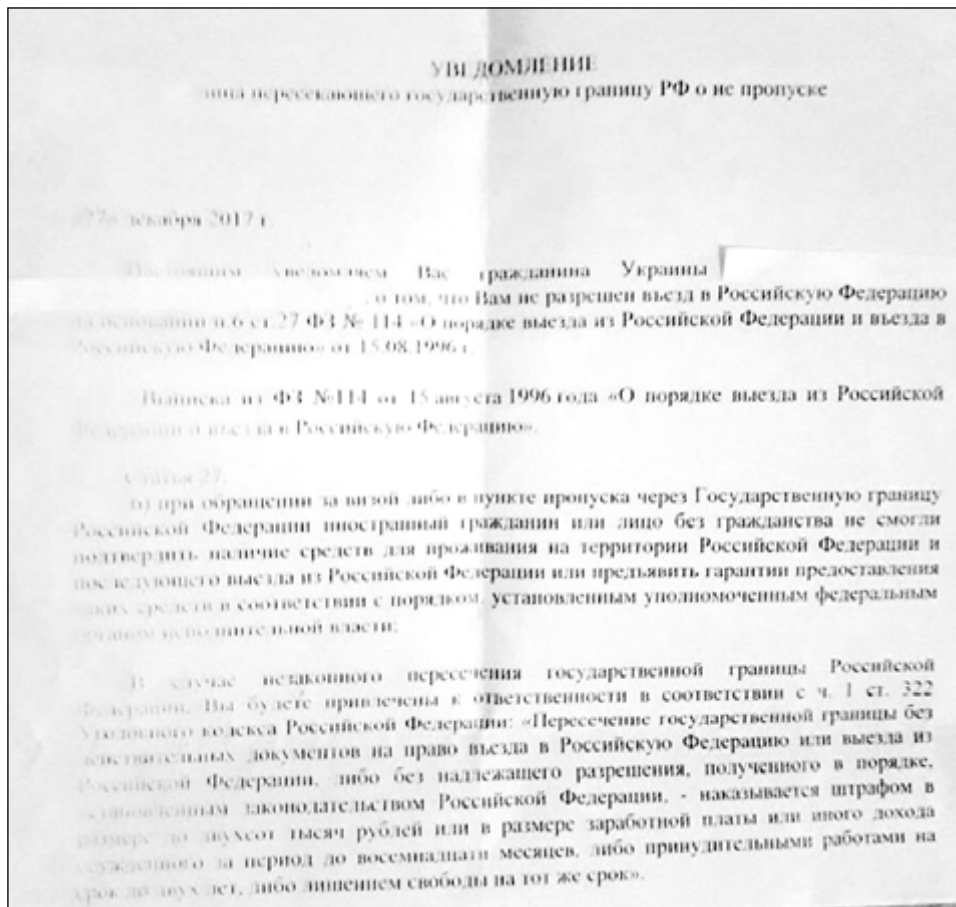 УВЕДОМЛЕНИЕ
лица пересекающего государственную границу РФ о не пропуске
«27» декабря 2017 г.
Настоящим уведомляем Вас гражданина Украины
, о том, что Вам не разрешен въезд в Российскую Федерацию
на основании п.6 ст.27 ФЗ № 114 «О порядке выезда из Российской Федерации и въезда в
Российскую Федерацию» от 15.08.1996 г.
Выписка из ФЗ №114 от 15 августа 1996 года «О порядке выезда из Российской
Федерации и въезда в Российскую Федерацию».
Статья 27.
6) при обращении за визой либо в пункте пропуска через Государственную границу
Российской Федерации иностранный гражданин или лицо без гражданства не смогли
подтвердить наличие средств для проживания на территории Российской Федерации и
последующего выезда из Российской Федерации или предъявить гарантии предоставления
таких средств в соответствии с порядком, установленным уполномоченным федеральным
органом исполнительной власти;
В случае незаконного пересечения государственной границы Российской
Федерации, Вы будете привлечены к ответственности в соответствии с ч. 1 ст. 322
Уголовного кодекса Российской Федерации: «Пересечение государственной границы без
действительных документов на право въезда в Российскую Федерацию или выезда из
Российской Федерации, либо без надлежащего разрешения, полученного в порядке,
установленным законодательством Российской Федерации, - наказывается штрафом в
размере до двухсот тысяч рублей или в размере заработной платы или иного дохода
осужденного за период до восемнадцати месяцев, либо принудительными работами на
срок до двух лет, либо лишением свободы на тот же срок».